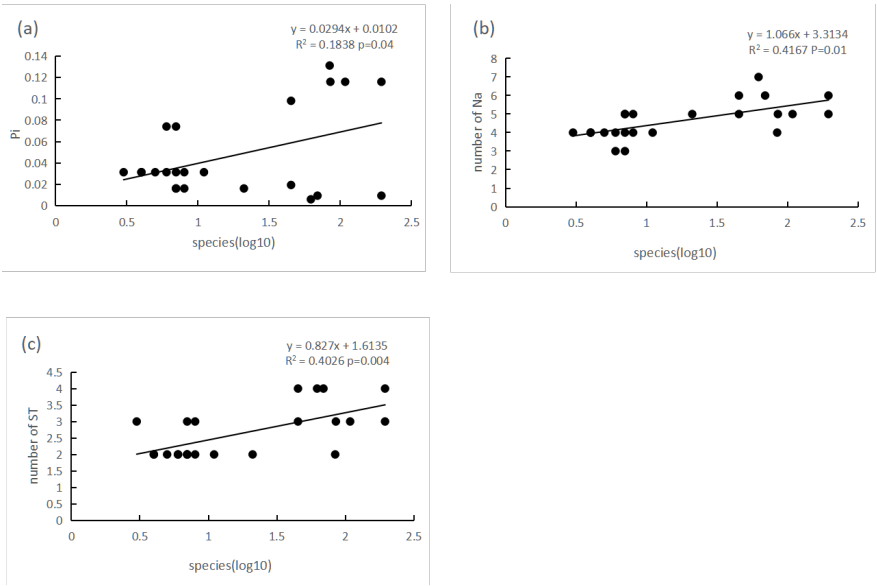 (a)
y = 0.0294x + 0.0102
R² = 0.1838 p=0.04
0.14
0.12
0.1
0.08
0.06
0.04
0.02
0
Pi
0 0.5 1 1.5 2 2.5
species(log10)
(b)
y = 1.066x + 3.3134
R² = 0.4167 P=0.01
8
7
6
5
4
3
2
1
0
number of Na
0 0.5 1 1.5 2 2.5
species(log10)
(c)
y = 0.827x + 1.6135
R² = 0.4026 p=0.004
4.5
4
3.5
3
2.5
2
1.5
1
0.5
0
number of ST
0 0.5 1 1.5 2 2.5
species(log10)